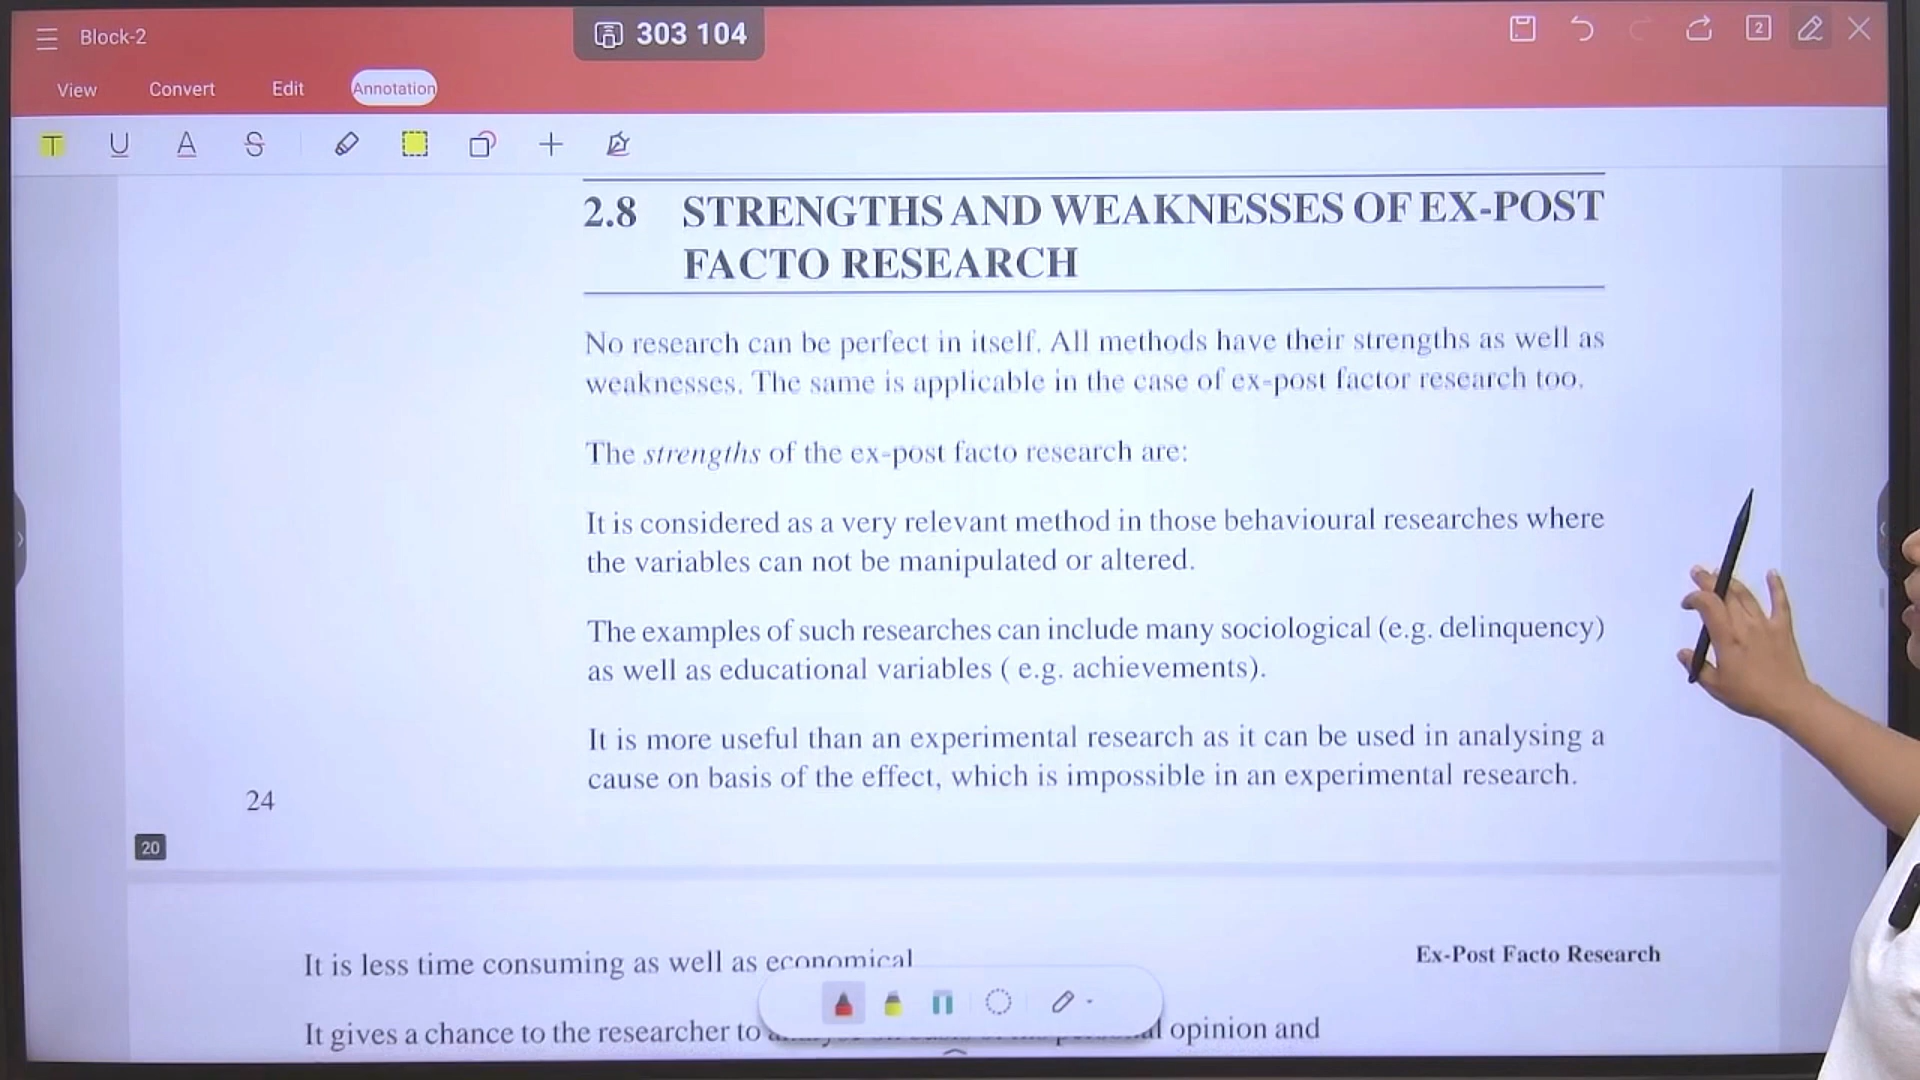 Block-2
303 104
2
View Convert Edit Annotation
T U A S
2.8 STRENGTHS AND WEAKNESSES OF EX-POST
FACTO RESEARCH
No research can be perfect in itself. All methods have their strengths as well as
weaknesses. The same is applicable in the case of ex-post factor research too.
The strengths of the ex-post facto research are:
It is considered as a very relevant method in those behavioural researches where
the variables can not be manipulated or altered.
The examples of such researches can include many sociological (e.g. delinquency)
as well as educational variables ( e.g. achievements).
It is more useful than an experimental research as it can be used in analysing a
cause on basis of the effect, which is impossible in an experimental research.
24
20
Ex-Post Facto Research
It is less time consuming as well as economical
It gives a chance to the researcher to opinion and